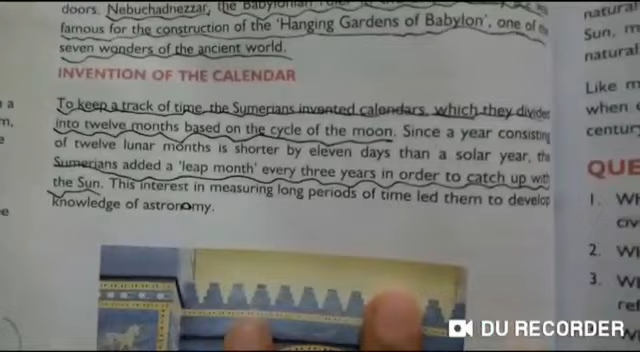 doors. Nebuchadnezzar, the Babylonian
famous for the construction of the 'Hanging Gardens of Babylon', one of
seven wonders of the ancient world.
INVENTION OF THE CALENDAR
To keep a track of time, the Sumerians invented calendars, which they divided
into twelve months based on the cycle of the moon. Since a year consisting
of twelve lunar months is shorter by eleven days than a solar year, the
Sumerians added a 'leap month' every three years in order to catch up with
the Sun. This interest in measuring long periods of time led them to develop
knowledge of astronomy.
natural
Sun, m
natural
Like m
when
century
QUE
1. Wh
civ
2. Wi
3. Wi
ref
DU RECORDER